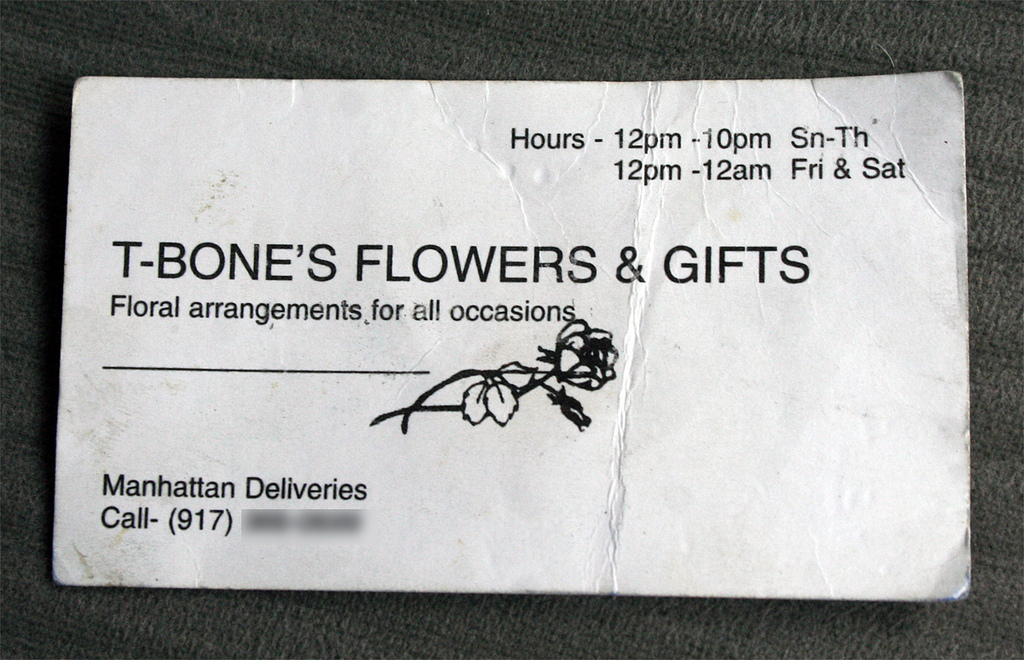 Hours - 12pm -10pm Sn-Th
12pm -12am Fri & Sat
T-BONE'S FLOWERS & GIFTS
Floral arrangements for all occasions
Manhattan Deliveries
Call- (917)